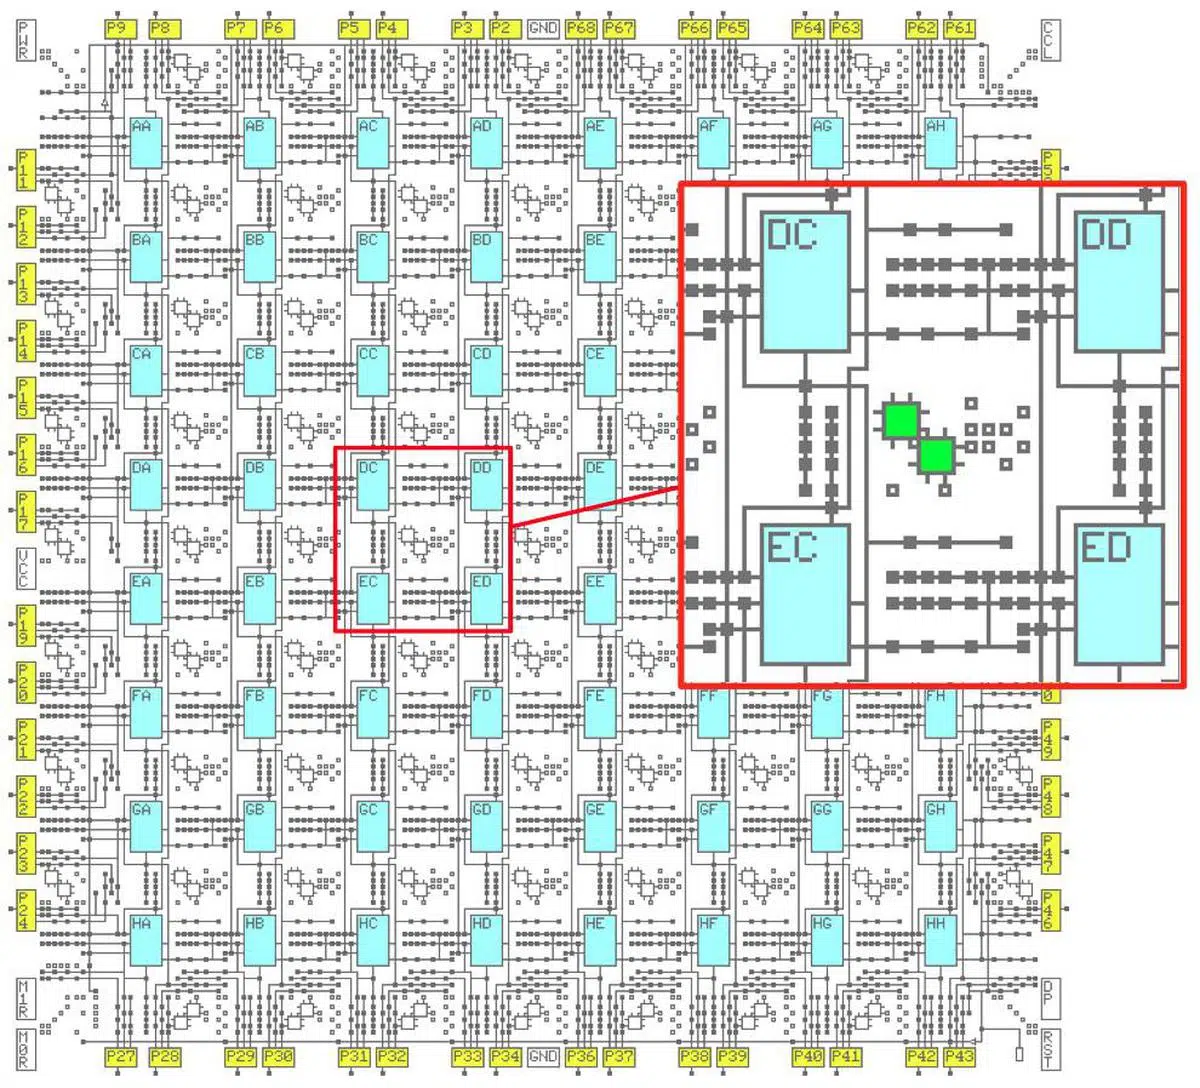 PWR P9 P8 P7 P6 P5 P4 P3 P2 GND P68 P67 P66 P65 P64 P63 P62 P61 CCL
AA AB AC AD AE AF AG AH
P11
P12
BA BB BC BD BE DC DD
P13
P14
CA CB CC CD CE
P15
P16
DA DB DC DD DE
P17
VCC
EC ED
EA EB EC ED EE
P19
P20
FA FB FC FD FE FF FG FH
P21
P49
P22
P48
GA GB GC GD GE GF GG GH
P23
P47
P24
P46
HA HB HC HD HE HF HG HH
M1R DP
M0R RST
P27 P28 P29 P30 P31 P32 P33 P34 GND P36 P37 P38 P39 P40 P41 P42 P43